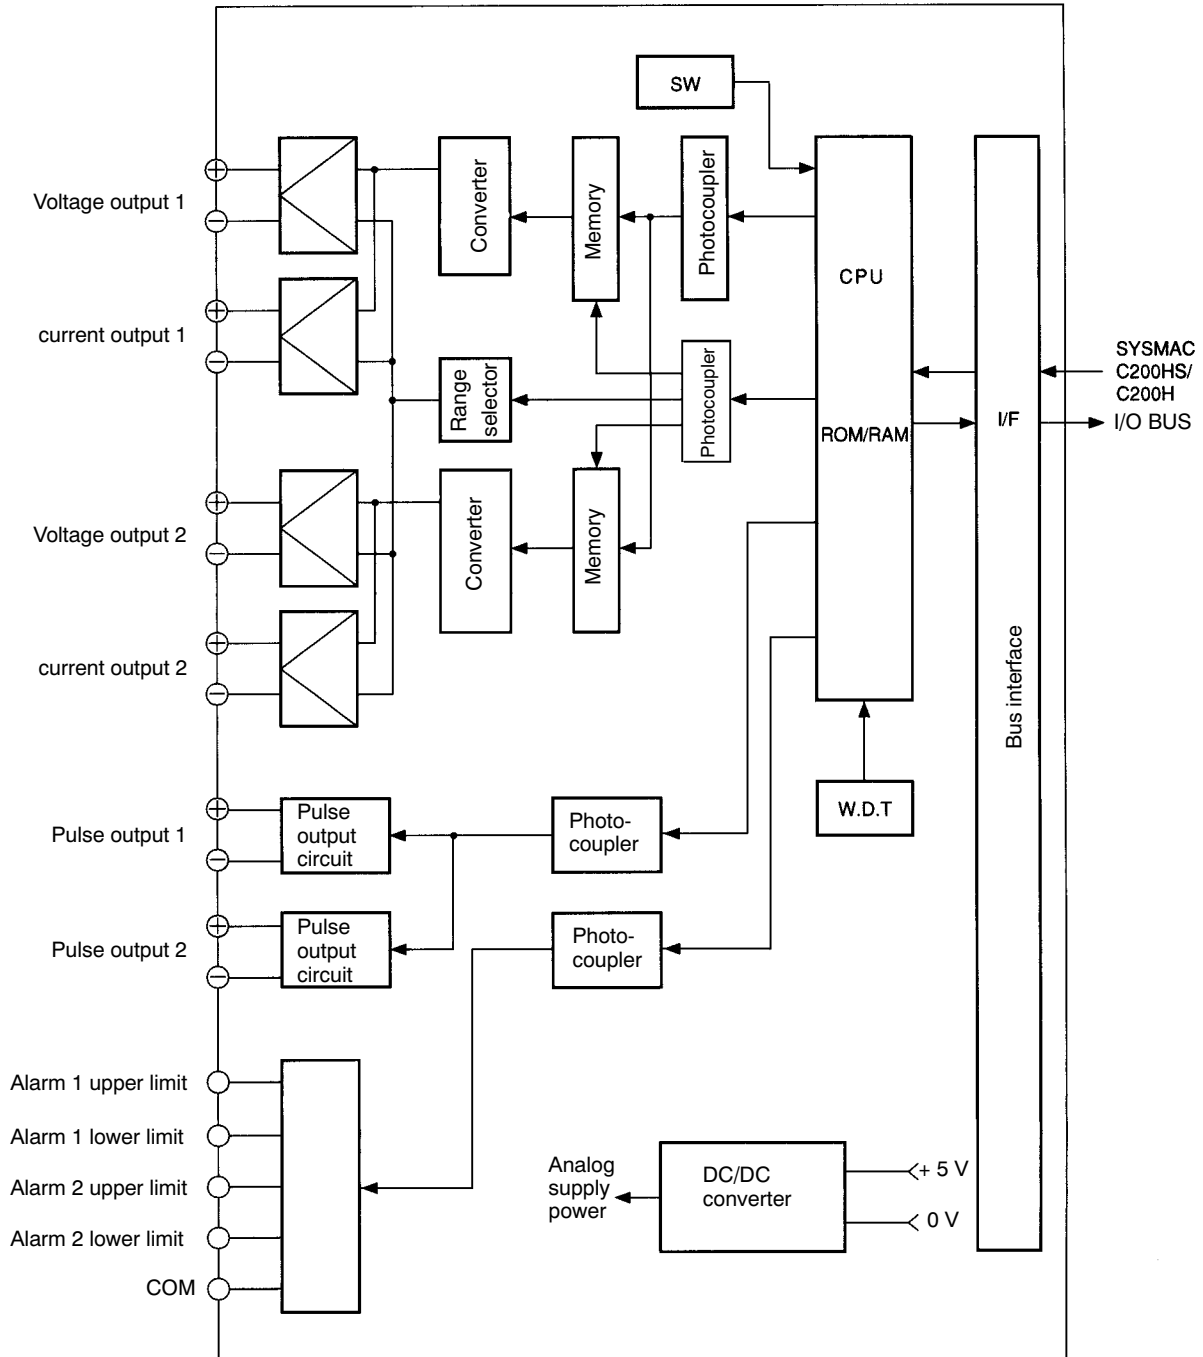 SW
Voltage output 1
Converter
Memory
Photocoupler
CPU
current output 1
Range
selector
Photocoupler
ROM/RAM
I/F
SYSMAC
C200HS/
C200H
I/O BUS
Voltage output 2
Converter
Memory
current output 2
Bus interface
W.D.T
Pulse output 1
Pulse
output
circuit
Photo-
coupler
Pulse output 2
Pulse
output
circuit
Photo-
coupler
Alarm 1 upper limit
Alarm 1 lower limit
Alarm 2 upper limit
Alarm 2 lower limit
COM
Analog
supply
power
DC/DC
converter
+ 5 V
0 V